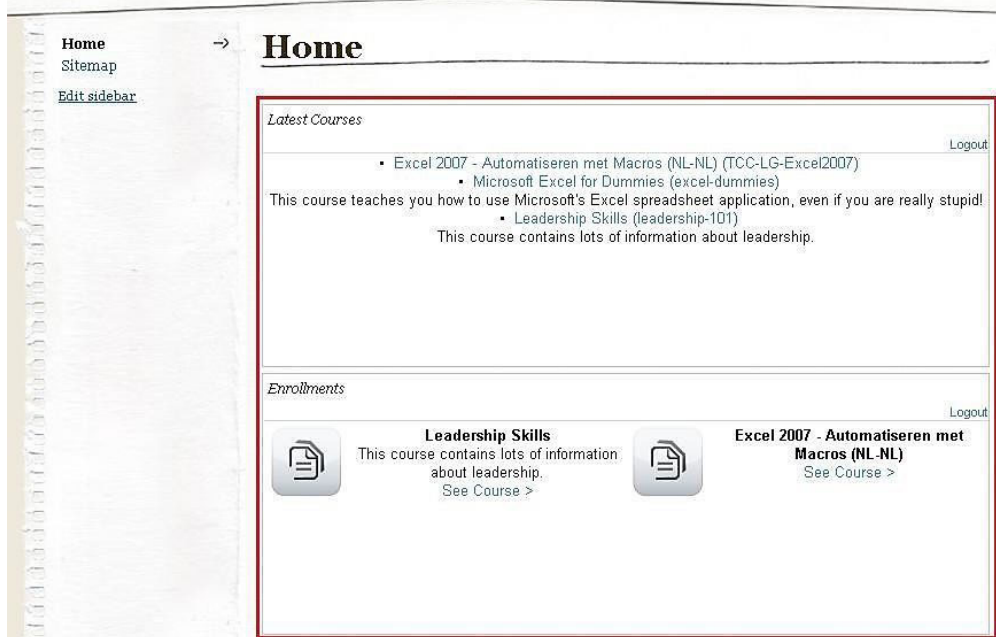 Home
Sitemap
Edit sidebar
Home
Latest Courses
Logout
▪ Excel 2007 - Automatiseren met Macros (NL-NL) (TCC-LG-Excel2007)
▪ Microsoft Excel for Dummies (excel-dummies)
This course teaches you how to use Microsoft's Excel spreadsheet application, even if you are really stupid!
▪ Leadership Skills (leadership-101)
This course contains lots of information about leadership.
Enrollments
Logout
Leadership Skills
This course contains lots of information
about leadership.
See Course >
Excel 2007 - Automatiseren met
Macros (NL-NL)
See Course >